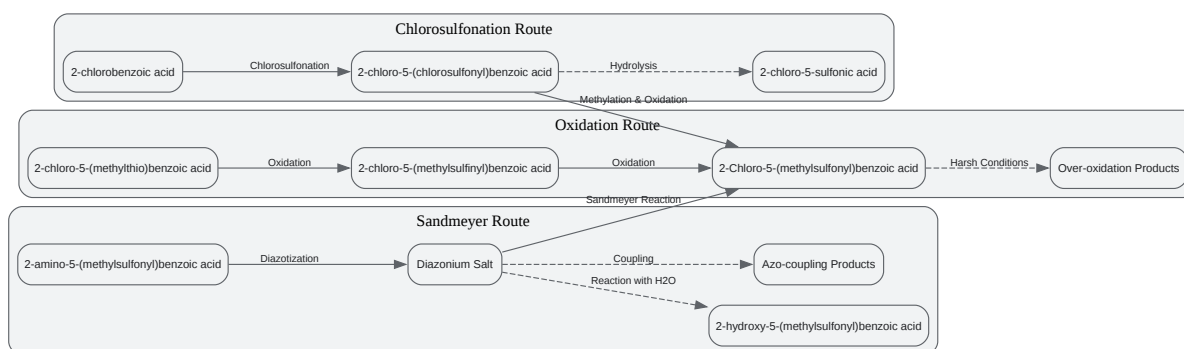 Chlorosulfonation Route
2-chlorobenzoic acid
Chlorosulfonation
2-chloro-5-(chlorosulfonyl)benzoic acid
Hydrolysis
2-chloro-5-sulfonic acid
Methylation & Oxidation
Oxidation Route
2-chloro-5-(methylthio)benzoic acid
Oxidation
2-chloro-5-(methylsulfinyl)benzoic acid
Oxidation
2-Chloro-5-(methylsulfonyl)benzoic acid
Harsh Conditions
Over-oxidation Products
Sandmeyer Reaction
Sandmeyer Route
2-amino-5-(methylsulfonyl)benzoic acid
Diazotization
Diazonium Salt
Coupling
Azo-coupling Products
Reaction with H2O
2-hydroxy-5-(methylsulfonyl)benzoic acid